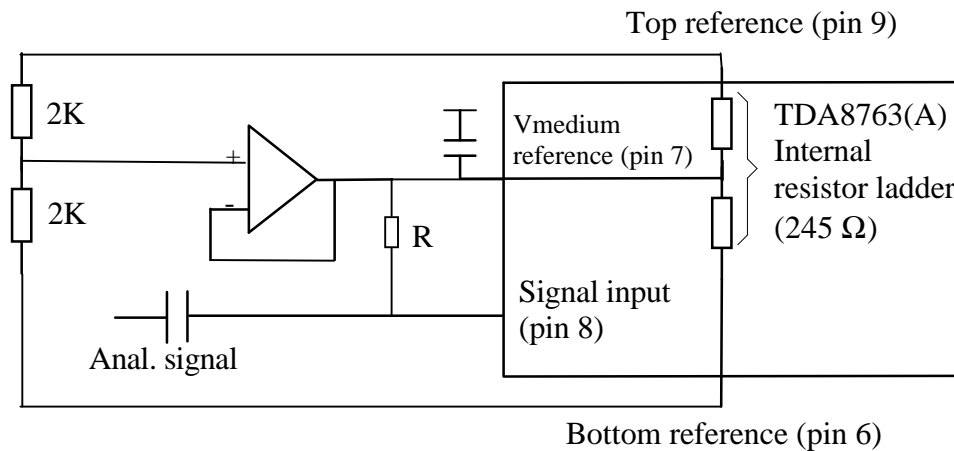 Top reference (pin 9)
2K
2K
+
-
R
Vmedium
reference (pin 7)
TDA8763(A)
Internal
resistor ladder
(245 Ω)
Signal input
(pin 8)
Anal. signal
Bottom reference (pin 6)